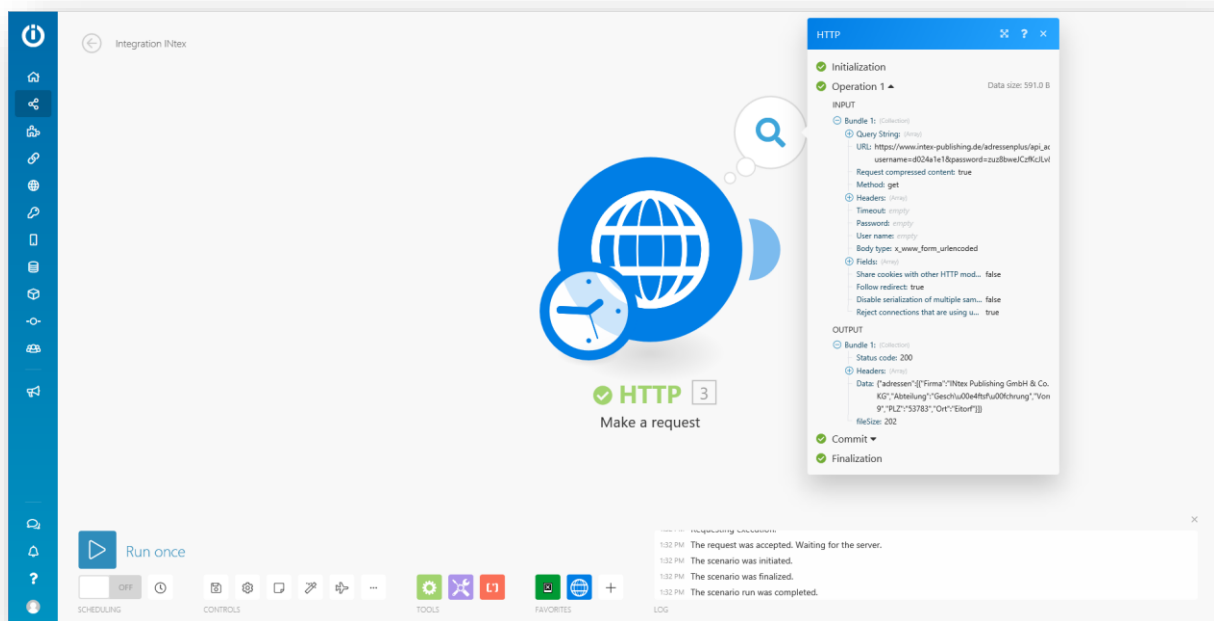 Integration INtex
HTTP
?
Initialization
Operation 1
Data size: 591.0 B
INPUT
Bundle 1: (Collection)
Query String: (Array)
URL: https://www.intex-publishing.de/adressenplus/api_ac
username=d024a1e1&password=zuz8bweJCzfKcJLv&
Request compressed content: true
Method: get
Headers: (Array)
Timeout: empty
Password: empty
User name: empty
Body type: x_www_form_urlencoded
Fields: (Array)
Share cookies with other HTTP mod... false
Follow redirect: true
Disable serialization of multiple sam... false
Reject connections that are using u... true
OUTPUT
Bundle 1: (Collection)
Status code: 200
Headers: (Array)
Data: {"adressen":[{"Firma":"INtex Publishing GmbH & Co.
KG","Abteilung":"Gesch\u00e4ftsf\u00fchrung","Vorn
9","PLZ":"53783","Ort":"Eitorf"}]}
fileSize: 202
Commit
Finalization
HTTP 3
Make a request
Run once
OFF
SCHEDULING
CONTROLS
TOOLS
FAVORITES
1:32 PM Requesting execution.
1:32 PM The request was accepted. Waiting for the server.
1:32 PM The scenario was initiated.
1:32 PM The scenario was finalized.
1:32 PM The scenario run was completed.
LOG
?